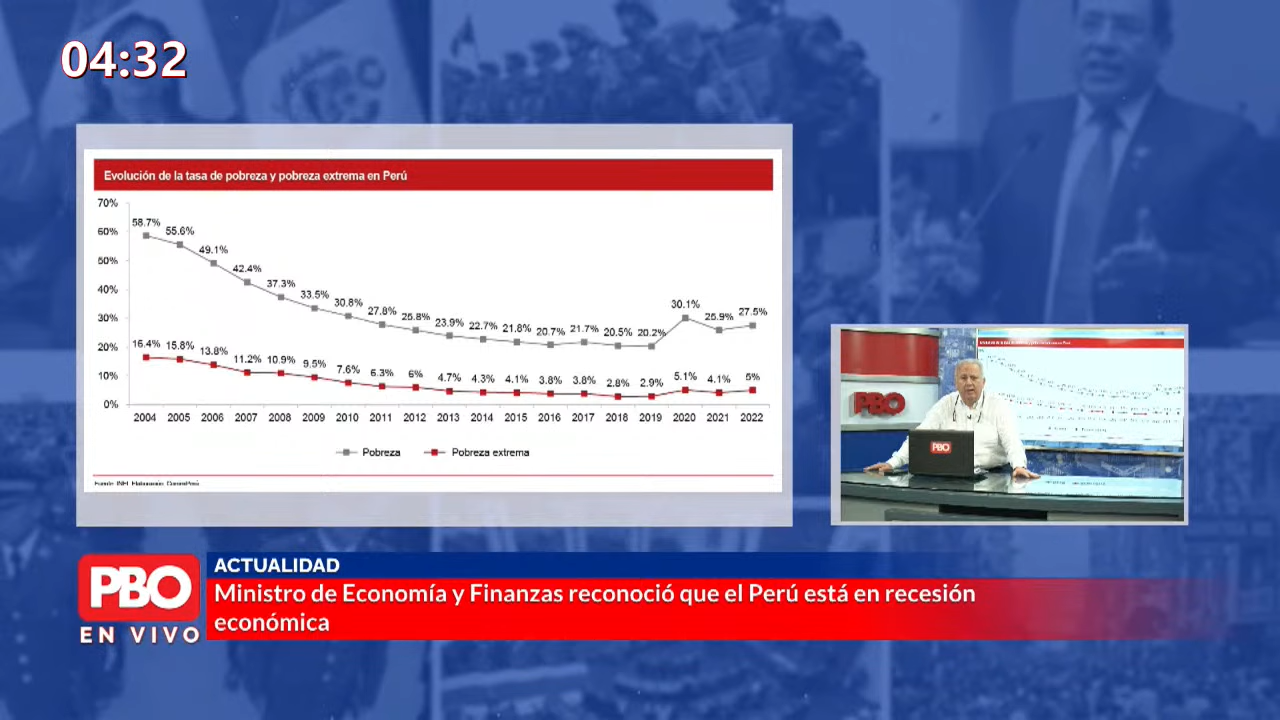 04:32
Evolución de la tasa de pobreza y pobreza extrema en Perú
70%
60%
50%
40%
30%
20%
10%
0%
58.7% 55.6% 49.1% 42.4% 37.3% 33.5% 30.8% 27.8% 25.8% 23.9% 22.7% 21.8% 20.7% 21.7% 20.5% 20.2% 30.1% 25.9% 27.5%
16.4% 15.8% 13.8% 11.2% 10.9% 9.5% 7.6% 6.3% 6% 4.7% 4.3% 4.1% 3.8% 3.8% 2.8% 2.9% 5.1% 4.1% 5%
2004 2005 2006 2007 2008 2009 2010 2011 2012 2013 2014 2015 2016 2017 2018 2019 2020 2021 2022
Pobreza Pobreza extrema
Fuente: INEI. Elaboración: ComexPerú
PBO
PBO
PBO
EN VIVO
ACTUALIDAD
Ministro de Economía y Finanzas reconoció que el Perú está en recesión
económica